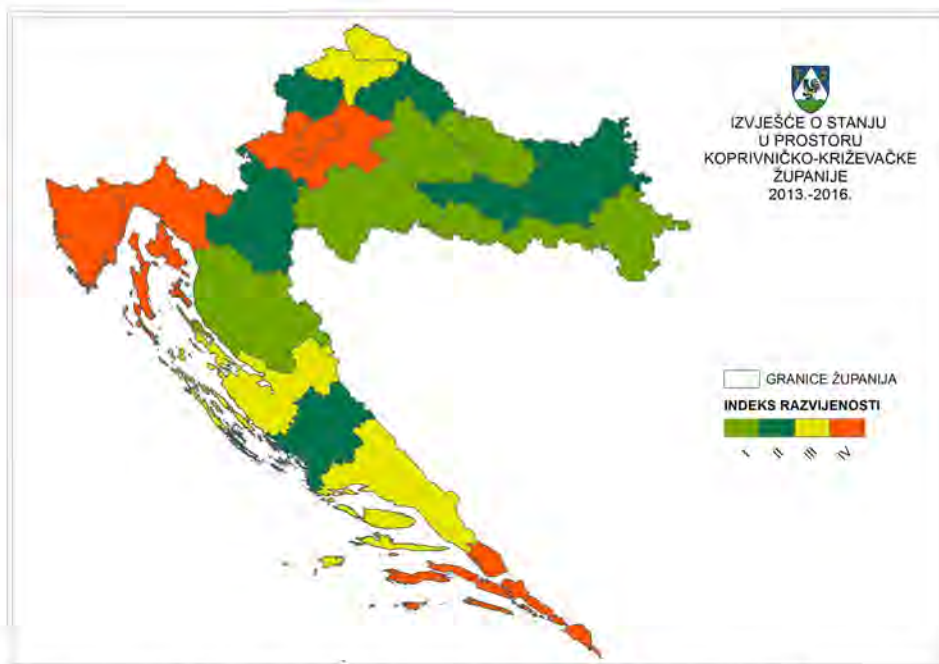 IZVJEŠĆE O STANJU
U PROSTORU
KOPRIVNIČKO-KRIŽEVAČKE
ŽUPANIJE
2013.-2016.
GRANICE ŽUPANIJA
INDEKS RAZVIJENOSTI
I II III IV